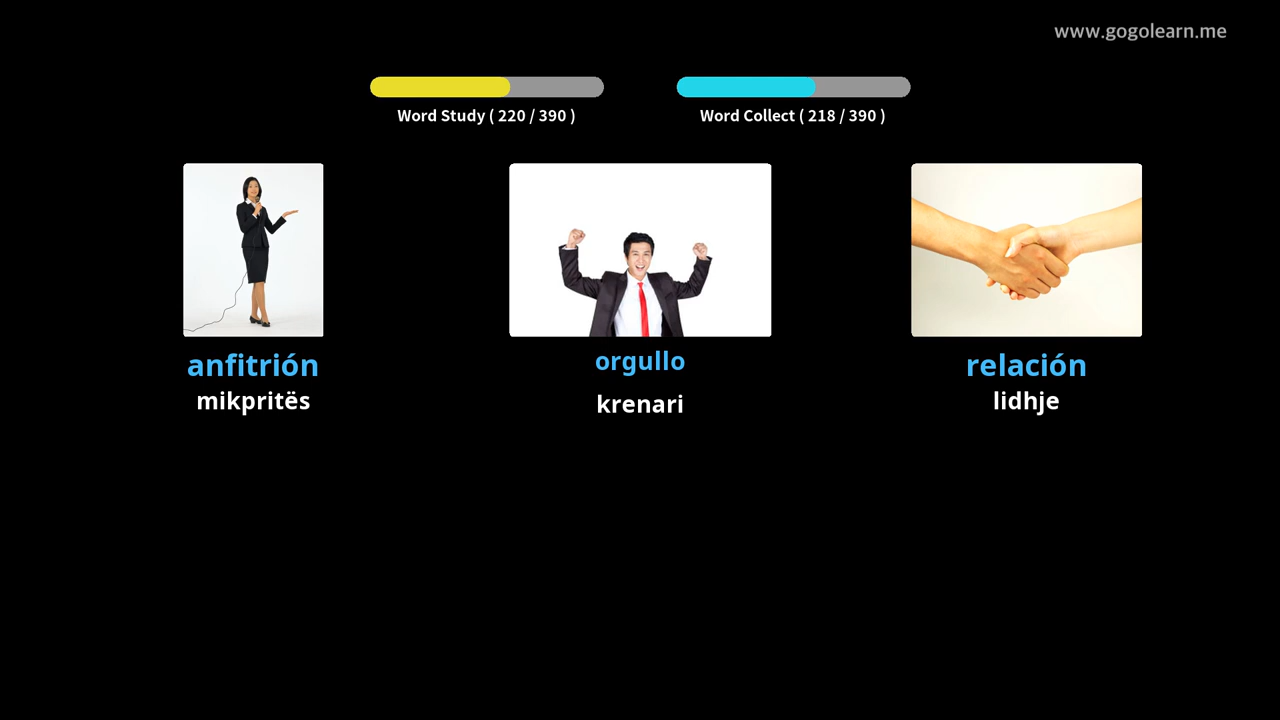 www.gogolearn.me
Word Study ( 220 / 390 )
Word Collect ( 218 / 390 )
anfitrión
mikpritës
orgullo
krenari
relación
lidhje